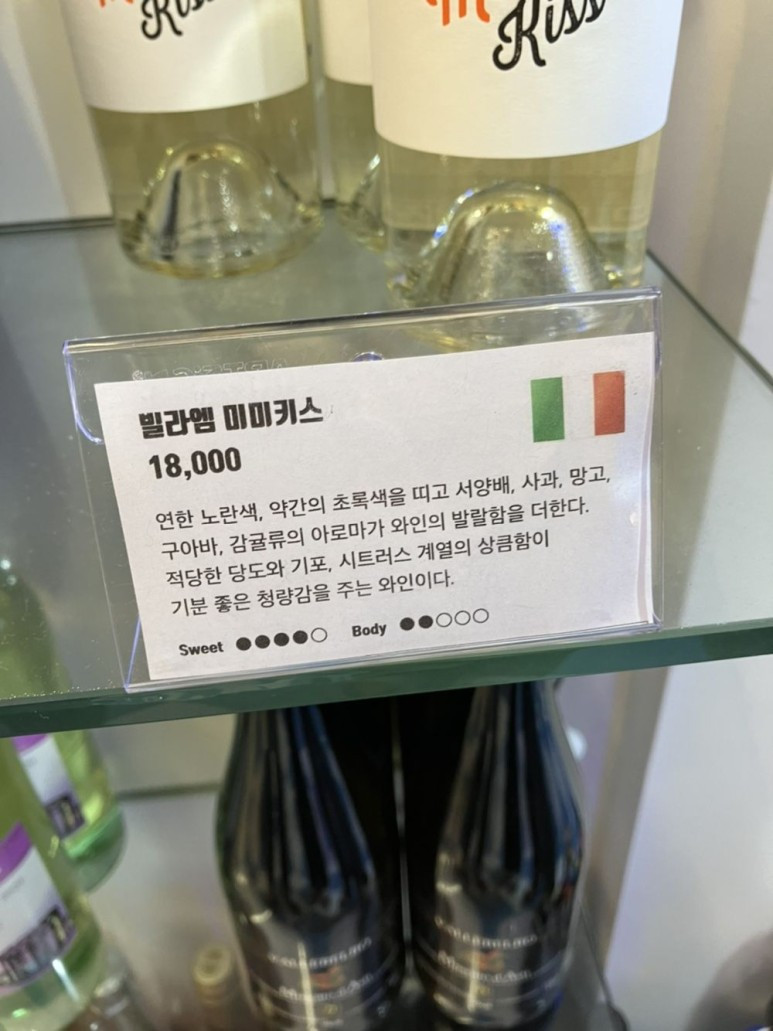 Kiss
Kiss
빌라엠 미미키스
18,000
연한 노란색, 약간의 초록색을 띠고 서양배, 사과, 망고,
구아바, 감귤류의 아로마가 와인의 발랄함을 더한다.
적당한 당도와 기포, 시트러스 계열의 상큼함이
기분 좋은 청량감을 주는 와인이다.
Sweet ●●●●○ Body ●●○○○